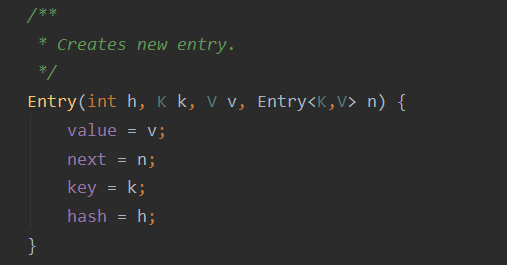 /**
 * Creates new entry.
 */
Entry(int h, K k, V v, Entry<K,V> n) {
    value = v;
    next = n;
    key = k;
    hash = h;
}